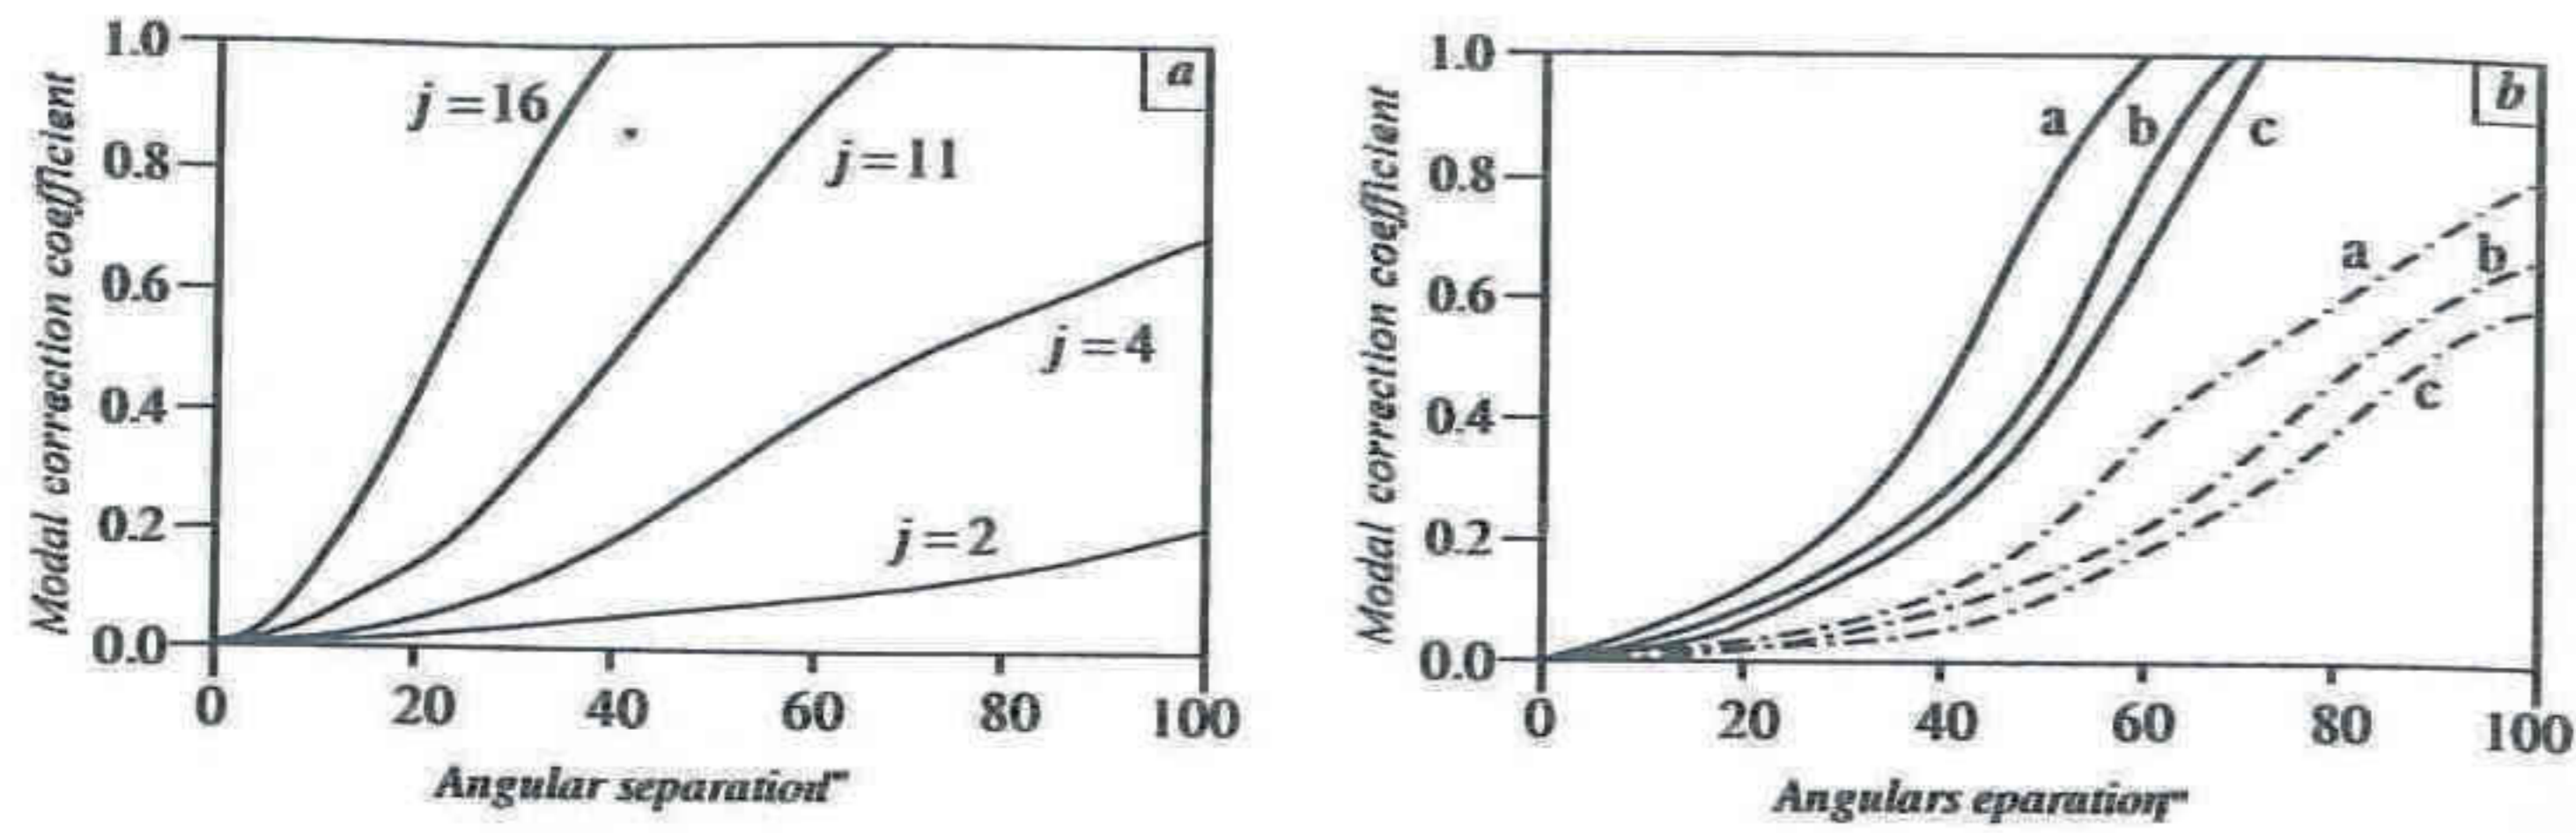 1.0
0.8
0.6
0.4
0.2
0.0
0 20 40 60 80 100
Modal correction coefficient
Angular separation"
j=16
j=11
j=4
j=2
a
1.0
0.8
0.6
0.4
0.2
0.0
0 20 40 60 80 100
Modal correction coefficient
Angulars eparation"
a b c
a b
c
b